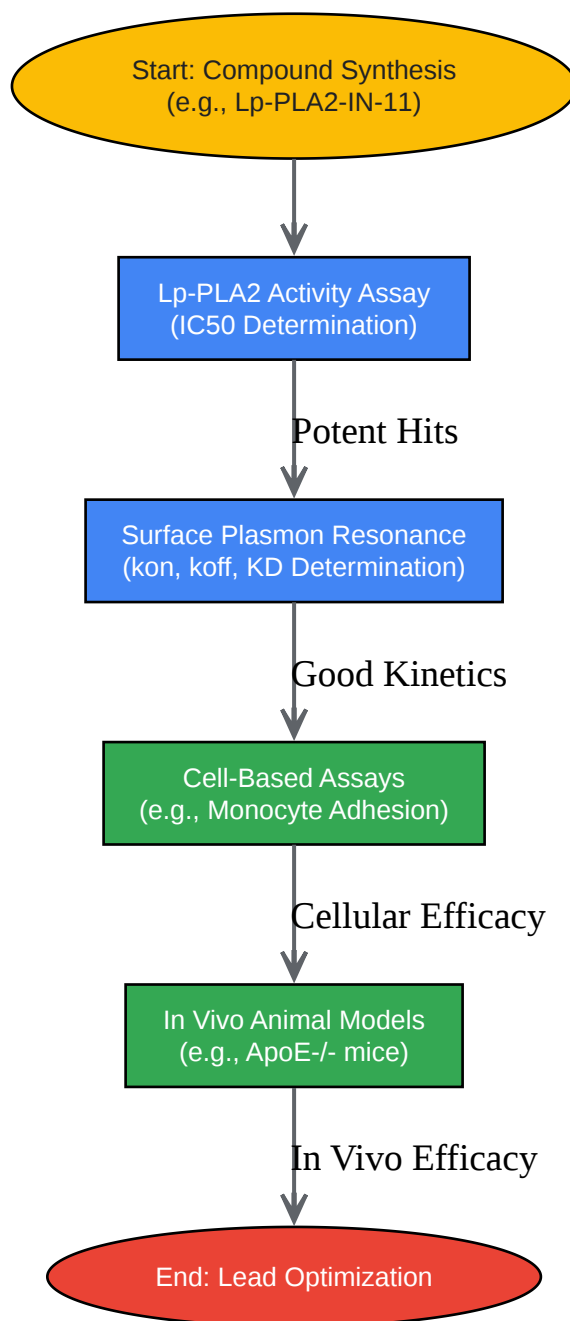 Start: Compound Synthesis
(e.g., Lp-PLA2-IN-11)
Lp-PLA2 Activity Assay
(IC50 Determination)
Potent Hits
Surface Plasmon Resonance
(kon, koff, KD Determination)
Good Kinetics
Cell-Based Assays
(e.g., Monocyte Adhesion)
Cellular Efficacy
In Vivo Animal Models
(e.g., ApoE-/- mice)
In Vivo Efficacy
End: Lead Optimization